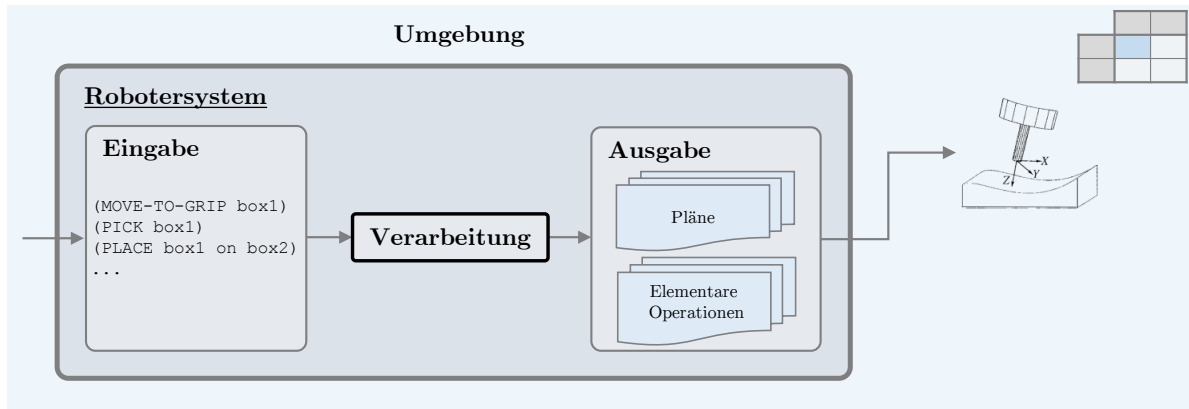 Umgebung
Robotersystem
Eingabe
(MOVE-TO-GRIP box1)
(PICK box1)
(PLACE box1 on box2)
...
Verarbeitung
Ausgabe
Pläne
Elementare
Operationen
X
Y
Z